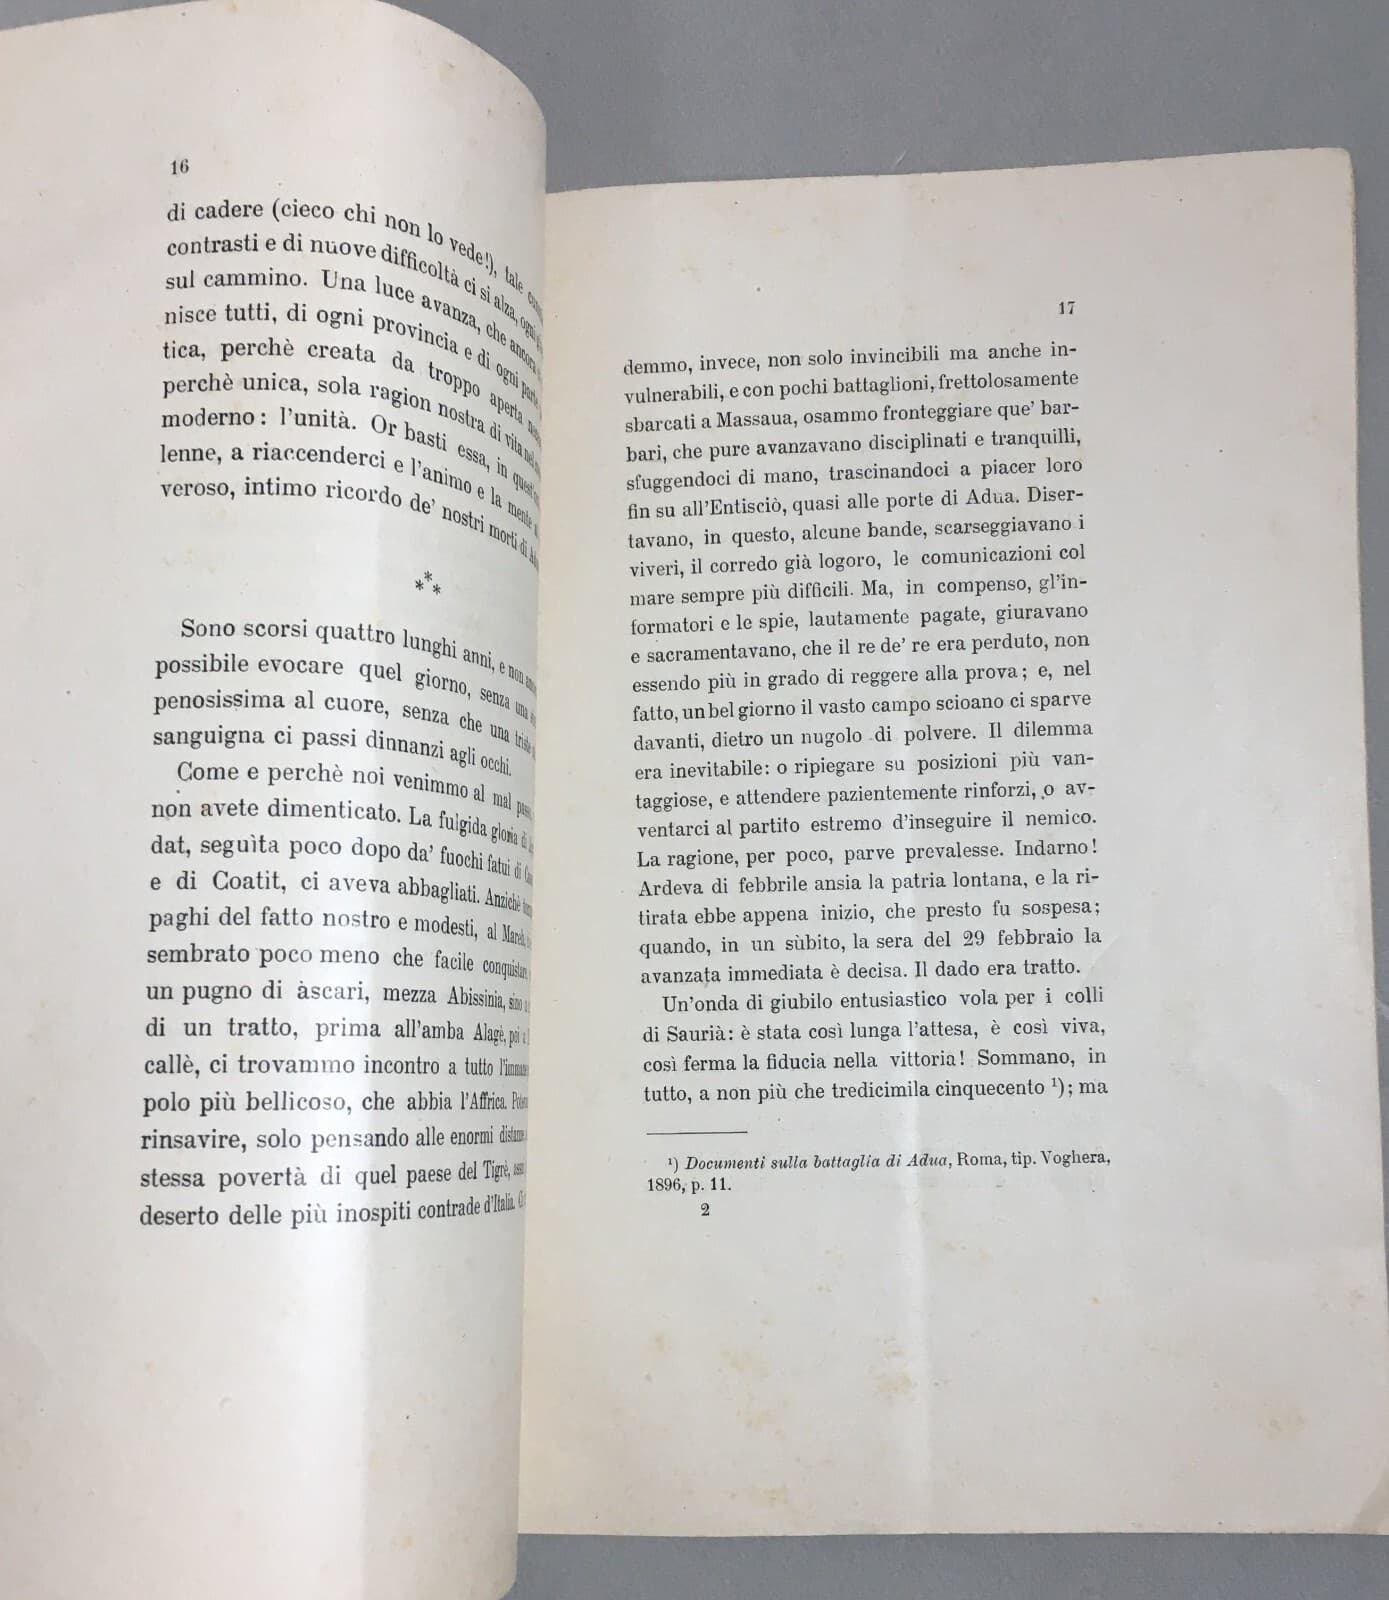 16
di cadere (cieco chi non lo vede!), tale
contrasti e di nuove difficoltà ci si alza, ogni
sul cammino. Una luce avanza, che ancora
nisce tutti, di ogni provincia e di ogni parte
tica, perchè creata da troppo aperta
perchè unica, sola ragion nostra di vita nel
moderno: l'unità. Or basti essa, in
lenne, a riaccenderci e l'animo e la mente
veroso, intimo ricordo de' nostri morti di
***
Sono scorsi quattro lunghi anni, e non
possibile evocare quel giorno, senza una
penosissima al cuore, senza che una triste
sanguigna ci passi dinnanzi agli occhi.
Come e perchè noi venimmo al mal
non avete dimenticato. La fulgida gloria di
dat, seguìta poco dopo da' fuochi fatui di
e di Coatit, ci aveva abbagliati. Anzichè
paghi del fatto nostro e modesti, al
sembrato poco meno che facile
un pugno di àscari, mezza Abissinia, sino
di un tratto, prima all'amba Alagè, poi
callè, ci trovammo incontro a tutto
polo più bellicoso, che abbia l'Affrica.
rinsavire, solo pensando alle enormi
stessa povertà di quel paese del Tigrè,
deserto delle più inospiti contrade d'Italia.
17
demmo, invece, non solo invincibili ma anche in-
vulnerabili, e con pochi battaglioni, frettolosamente
sbarcati a Massaua, osammo fronteggiare que' bar-
bari, che pure avanzavano disciplinati e tranquilli,
sfuggendoci di mano, trascinandoci a piacer loro
fin su all'Entisciò, quasi alle porte di Adua. Diser-
tavano, in questo, alcune bande, scarseggiavano i
viveri, il corredo già logoro, le comunicazioni col
mare sempre più difficili. Ma, in compenso, gl'in-
formatori e le spie, lautamente pagate, giuravano
e sacramentavano, che il re de' re era perduto, non
essendo più in grado di reggere alla prova; e, nel
fatto, un bel giorno il vasto campo scioano ci sparve
davanti, dietro un nugolo di polvere. Il dilemma
era inevitabile: o ripiegare su posizioni più van-
taggiose, e attendere pazientemente rinforzi, o av-
ventarci al partito estremo d'inseguire il nemico.
La ragione, per poco, parve prevalesse. Indarno!
Ardeva di febbrile ansia la patria lontana, e la ri-
tirata ebbe appena inizio, che presto fu sospesa;
quando, in un sùbito, la sera del 29 febbraio la
avanzata immediata è decisa. Il dado era tratto.
Un'onda di giubilo entusiastico vola per i colli
di Saurià: è stata così lunga l'attesa, è così viva,
così ferma la fiducia nella vittoria! Sommano, in
tutto, a non più che tredicimila cinquecento ¹); ma
¹) Documenti sulla battaglia di Adua, Roma, tip. Voghera,
1896, p. 11.
2